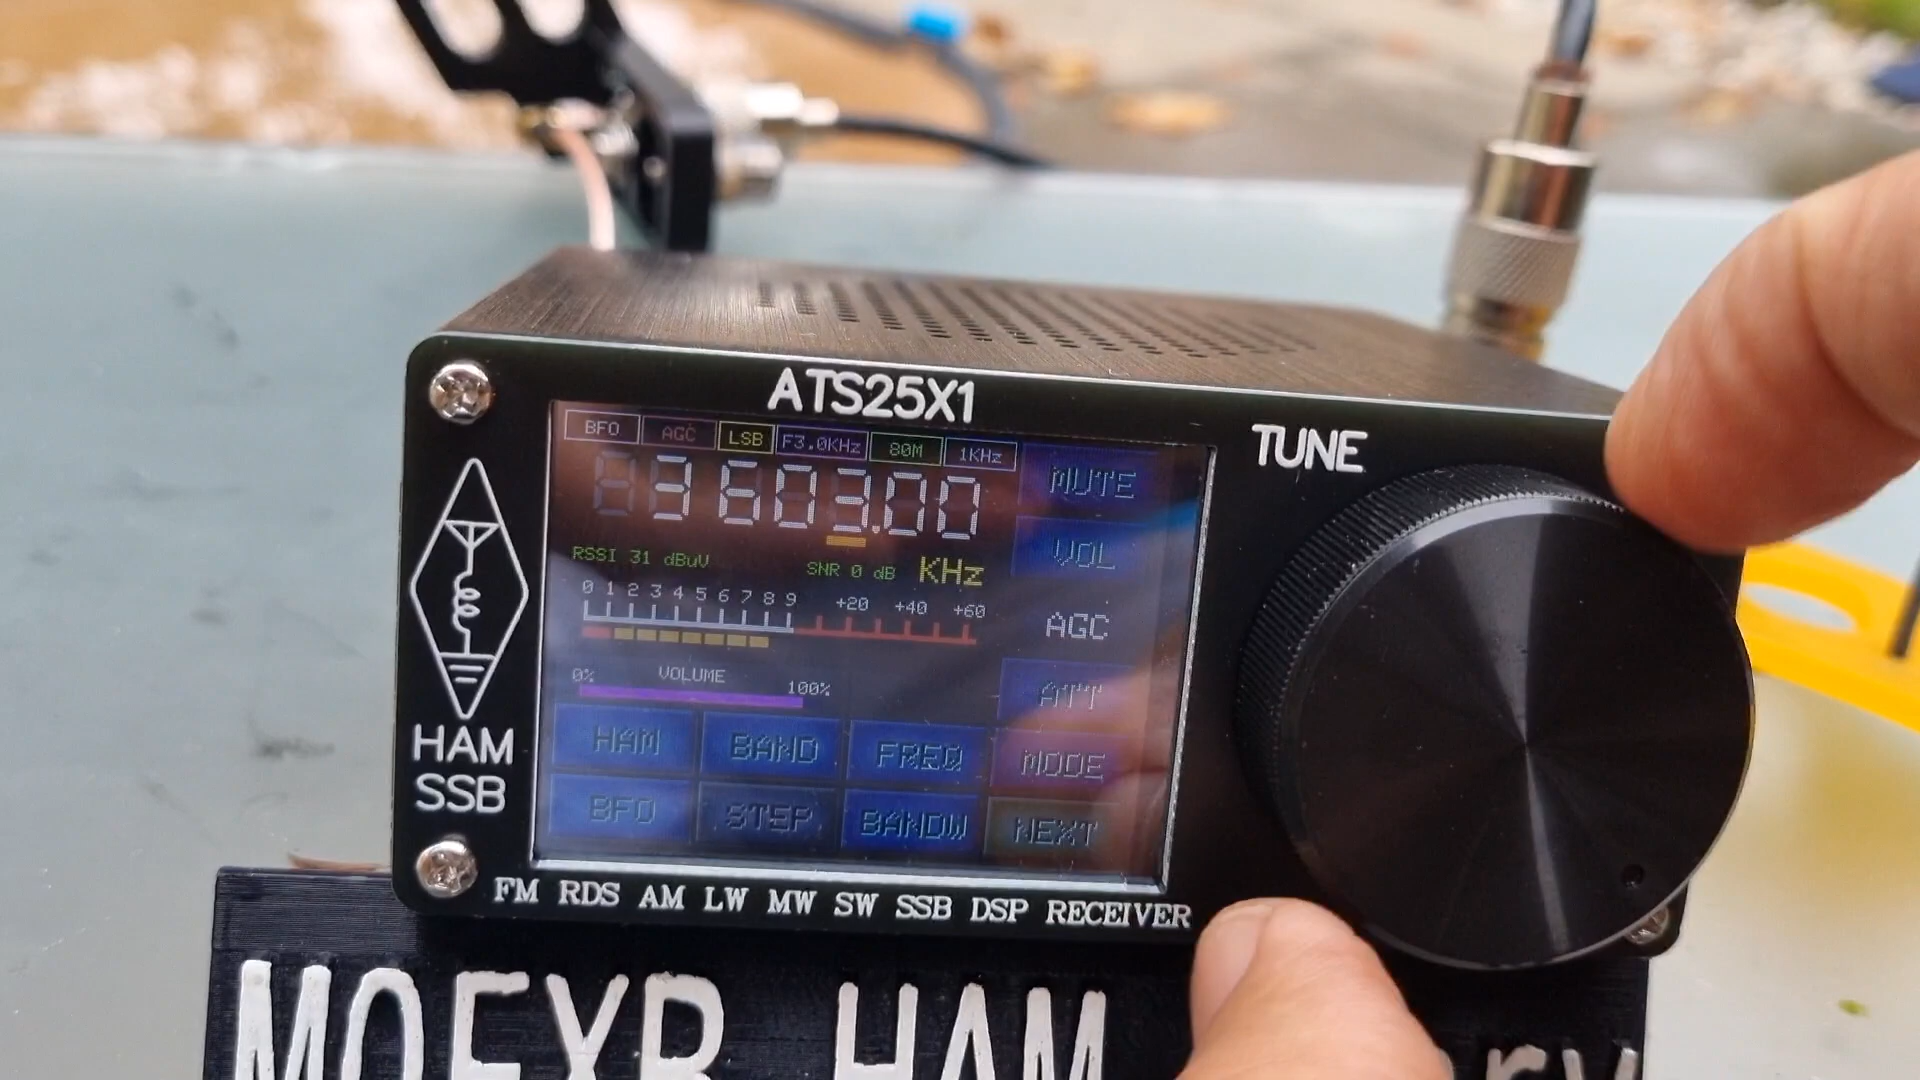 ATS25X1
TUNE
BFO AGC LSB F3.0KHz 80M 1KHz
3603.00
MUTE
RSSI 31 dBuV SNR 0 dB KHz
VOL
0 1 2 3 4 5 6 7 8 9 +20 +40 +60
AGC
0% VOLUME 100%
ATT
HAM BAND FREQ MODE
BFO STEP BANDW NEXT
HAM
SSB
FM RDS AM LW MW SW SSB DSP RECEIVER
HAM